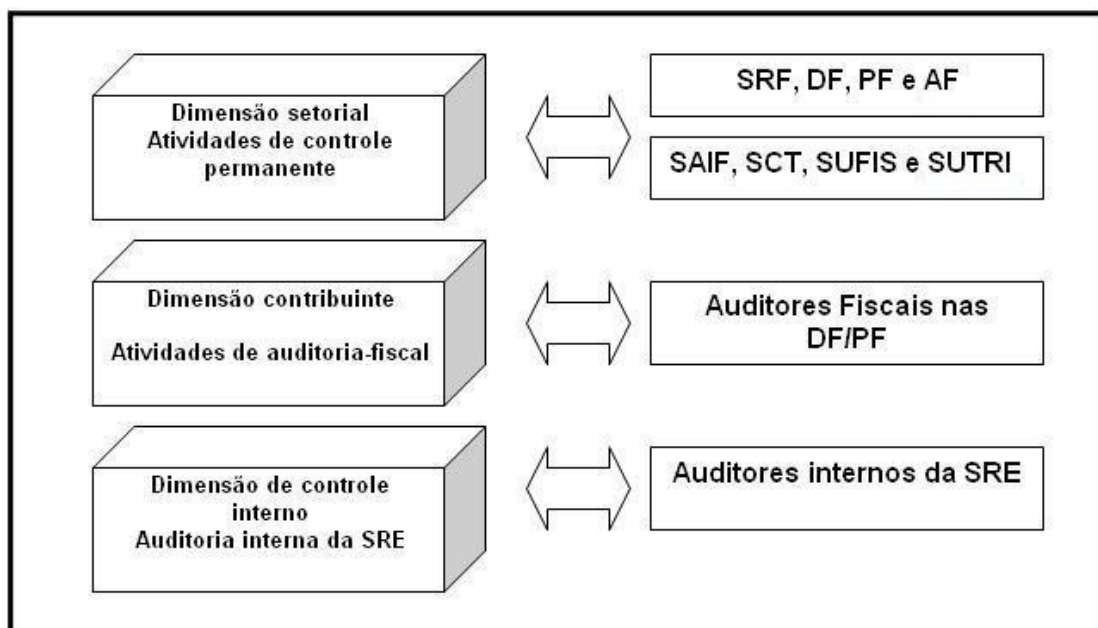 Dimensão setorial
Atividades de controle
permanente
SRF, DF, PF e AF
SAIF, SCT, SUFIS e SUTRI
Dimensão contribuinte
Atividades de auditoria-fiscal
Auditores Fiscais nas
DF/PF
Dimensão de controle
interno
Auditoria interna da SRE
Auditores internos da SRE